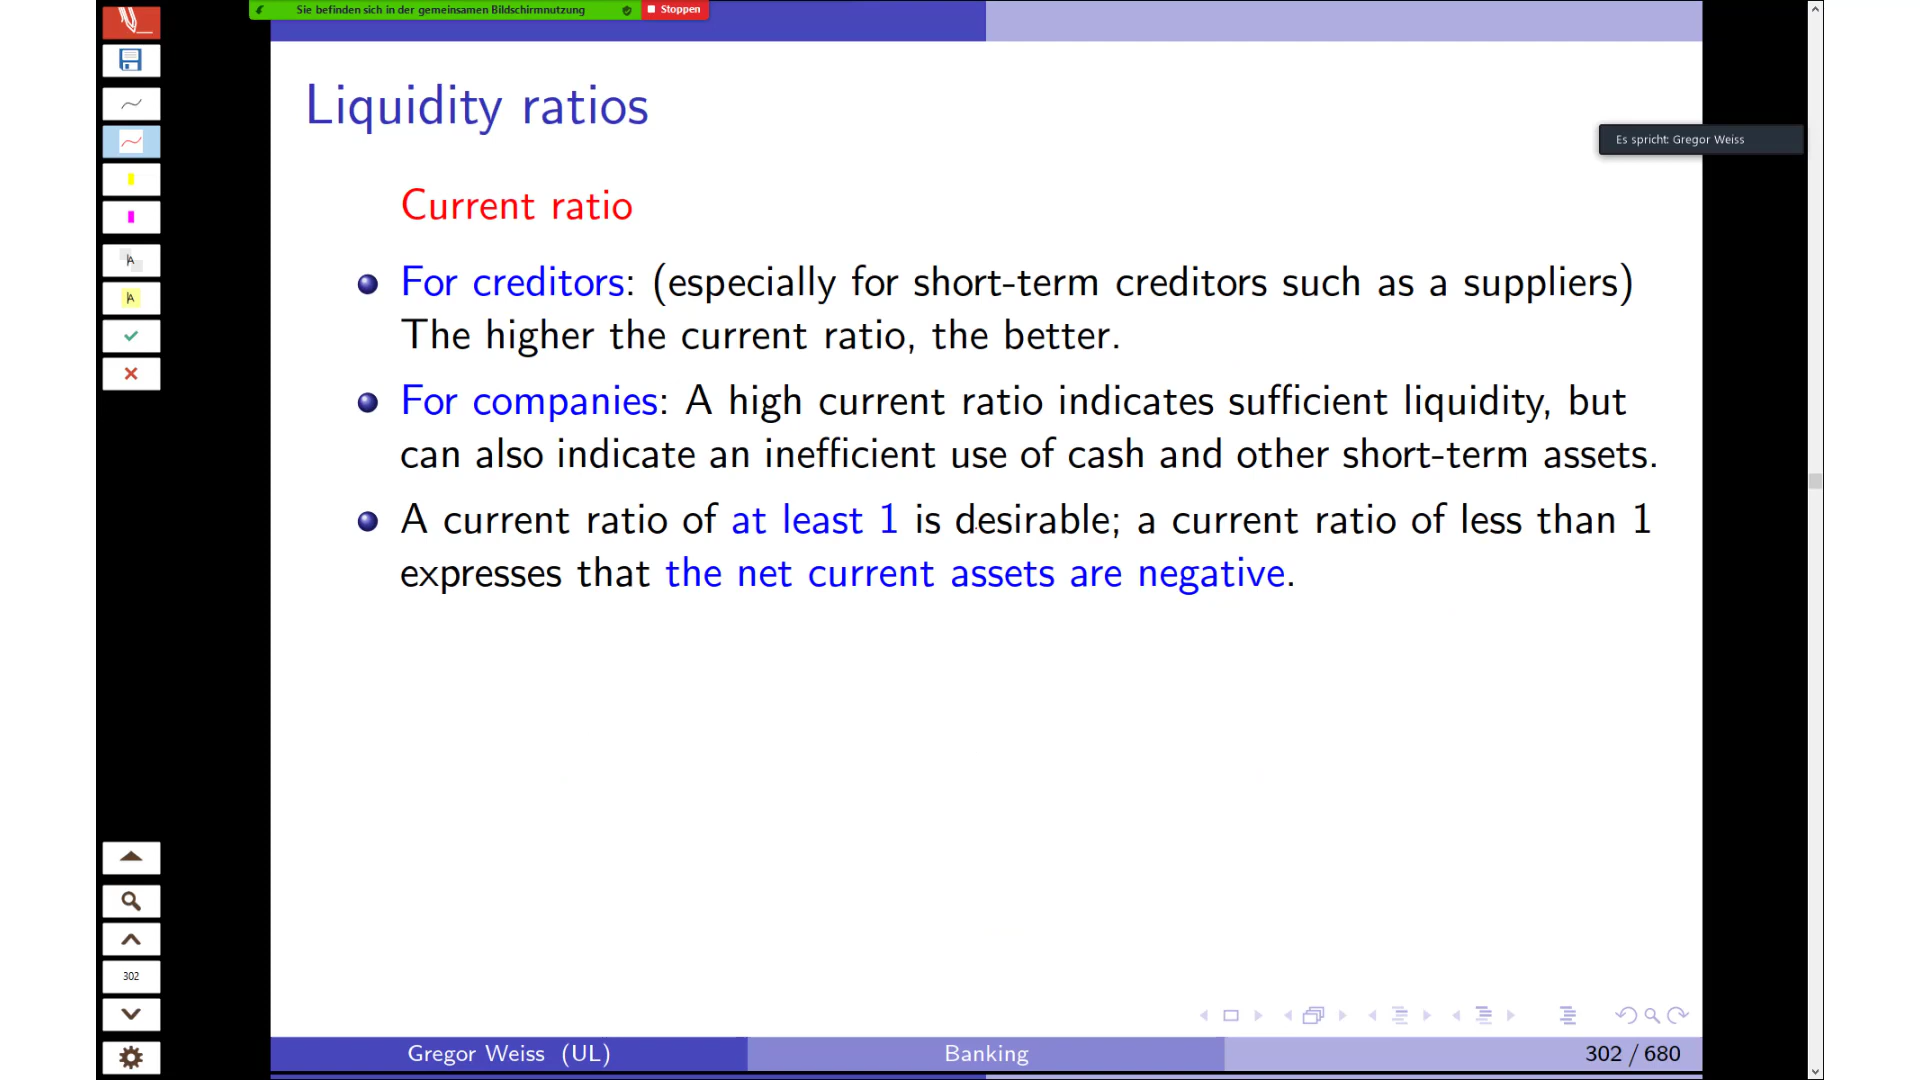 Sie befinden sich in der gemeinsamen Bildschirmnutzung
Stoppen
Liquidity ratios
Es spricht: Gregor Weiss
Current ratio
For creditors: (especially for short-term creditors such as a suppliers)
The higher the current ratio, the better.
For companies: A high current ratio indicates sufficient liquidity, but
can also indicate an inefficient use of cash and other short-term assets.
A current ratio of at least 1 is desirable; a current ratio of less than 1
expresses that the net current assets are negative.
A
A
302
Gregor Weiss (UL)
Banking
302 / 680